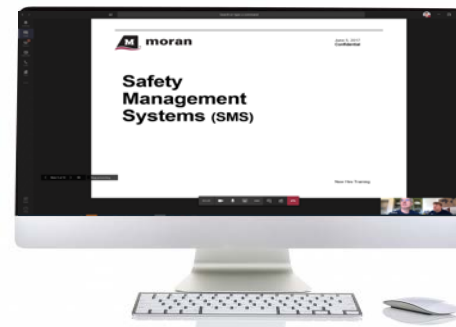 M moran
June 5, 2017
Confidential
Safety
Management
Systems (SMS)
New Hire Training